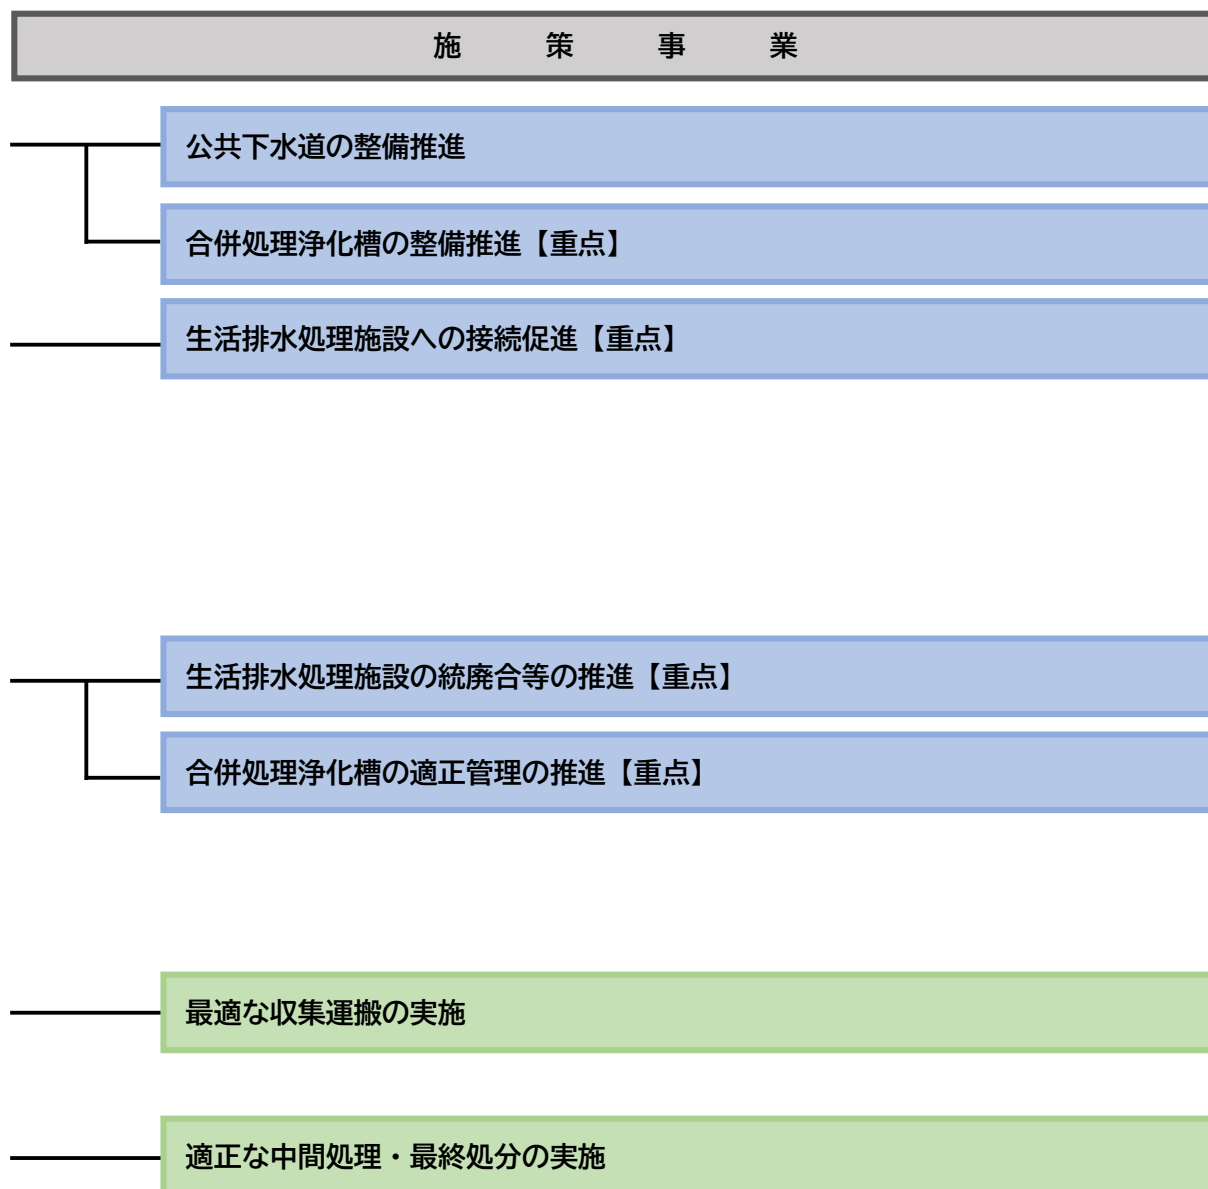 施策事業
公共下水道の整備推進
合併処理浄化槽の整備推進【重点】
生活排水処理施設への接続促進【重点】
生活排水処理施設の統廃合等の推進【重点】
合併処理浄化槽の適正管理の推進【重点】
最適な収集運搬の実施
適正な中間処理・最終処分の実施